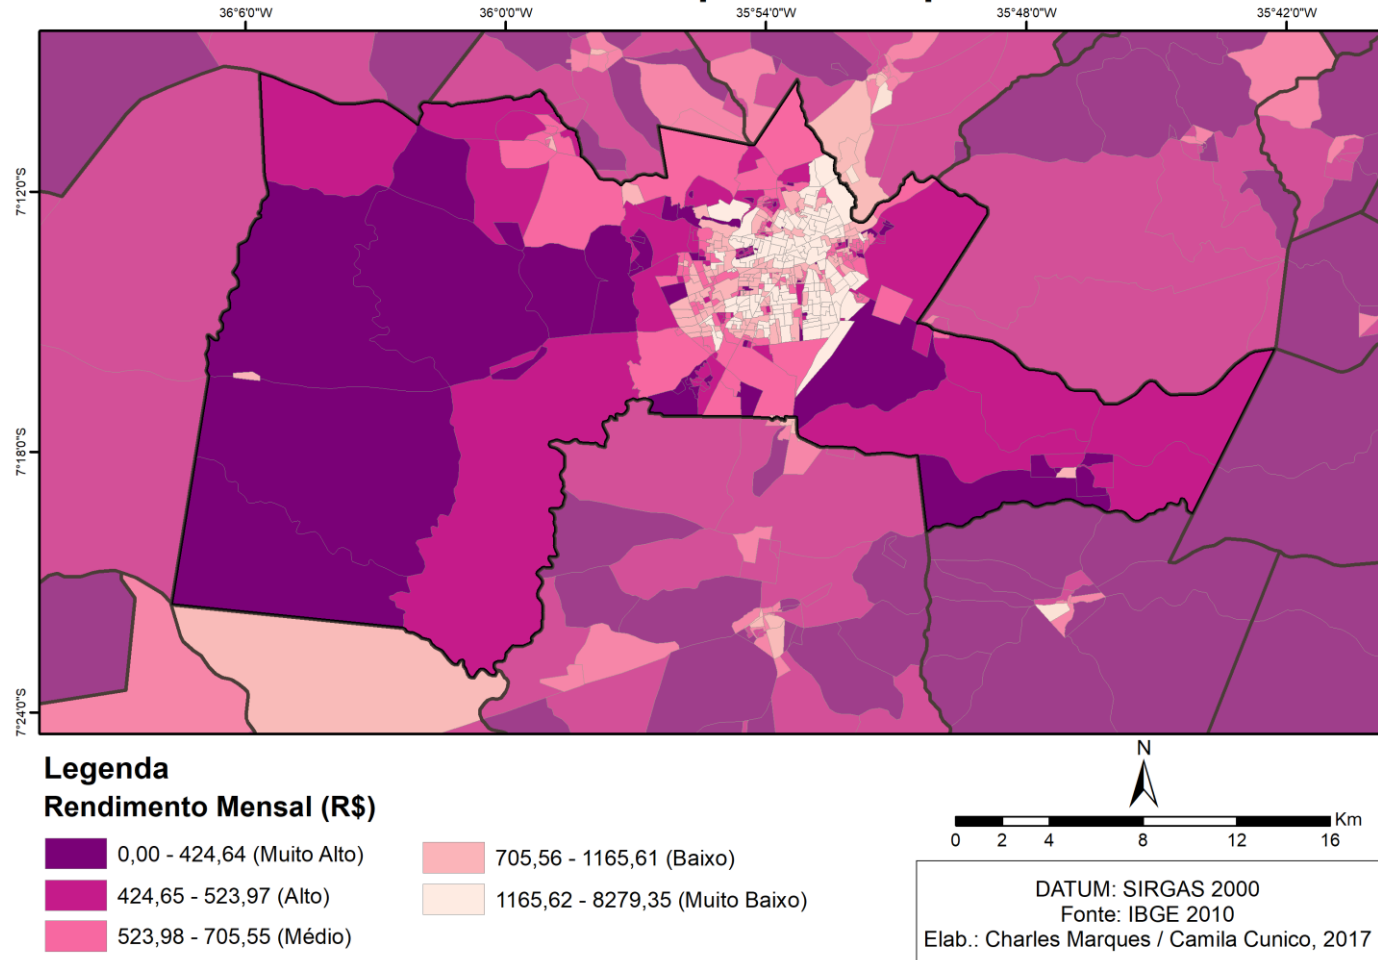 36°6'0"W 36°0'0"W 35°54'0"W 35°48'0"W 35°42'0"W
7°12'0"S
7°18'0"S
7°24'0"S
Legenda
Rendimento Mensal (R$)
0,00 - 424,64 (Muito Alto)
424,65 - 523,97 (Alto)
523,98 - 705,55 (Médio)
705,56 - 1165,61 (Baixo)
1165,62 - 8279,35 (Muito Baixo)
N
Km
0 2 4 8 12 16
DATUM: SIRGAS 2000
Fonte: IBGE 2010
Elab.: Charles Marques / Camila Cunico, 2017